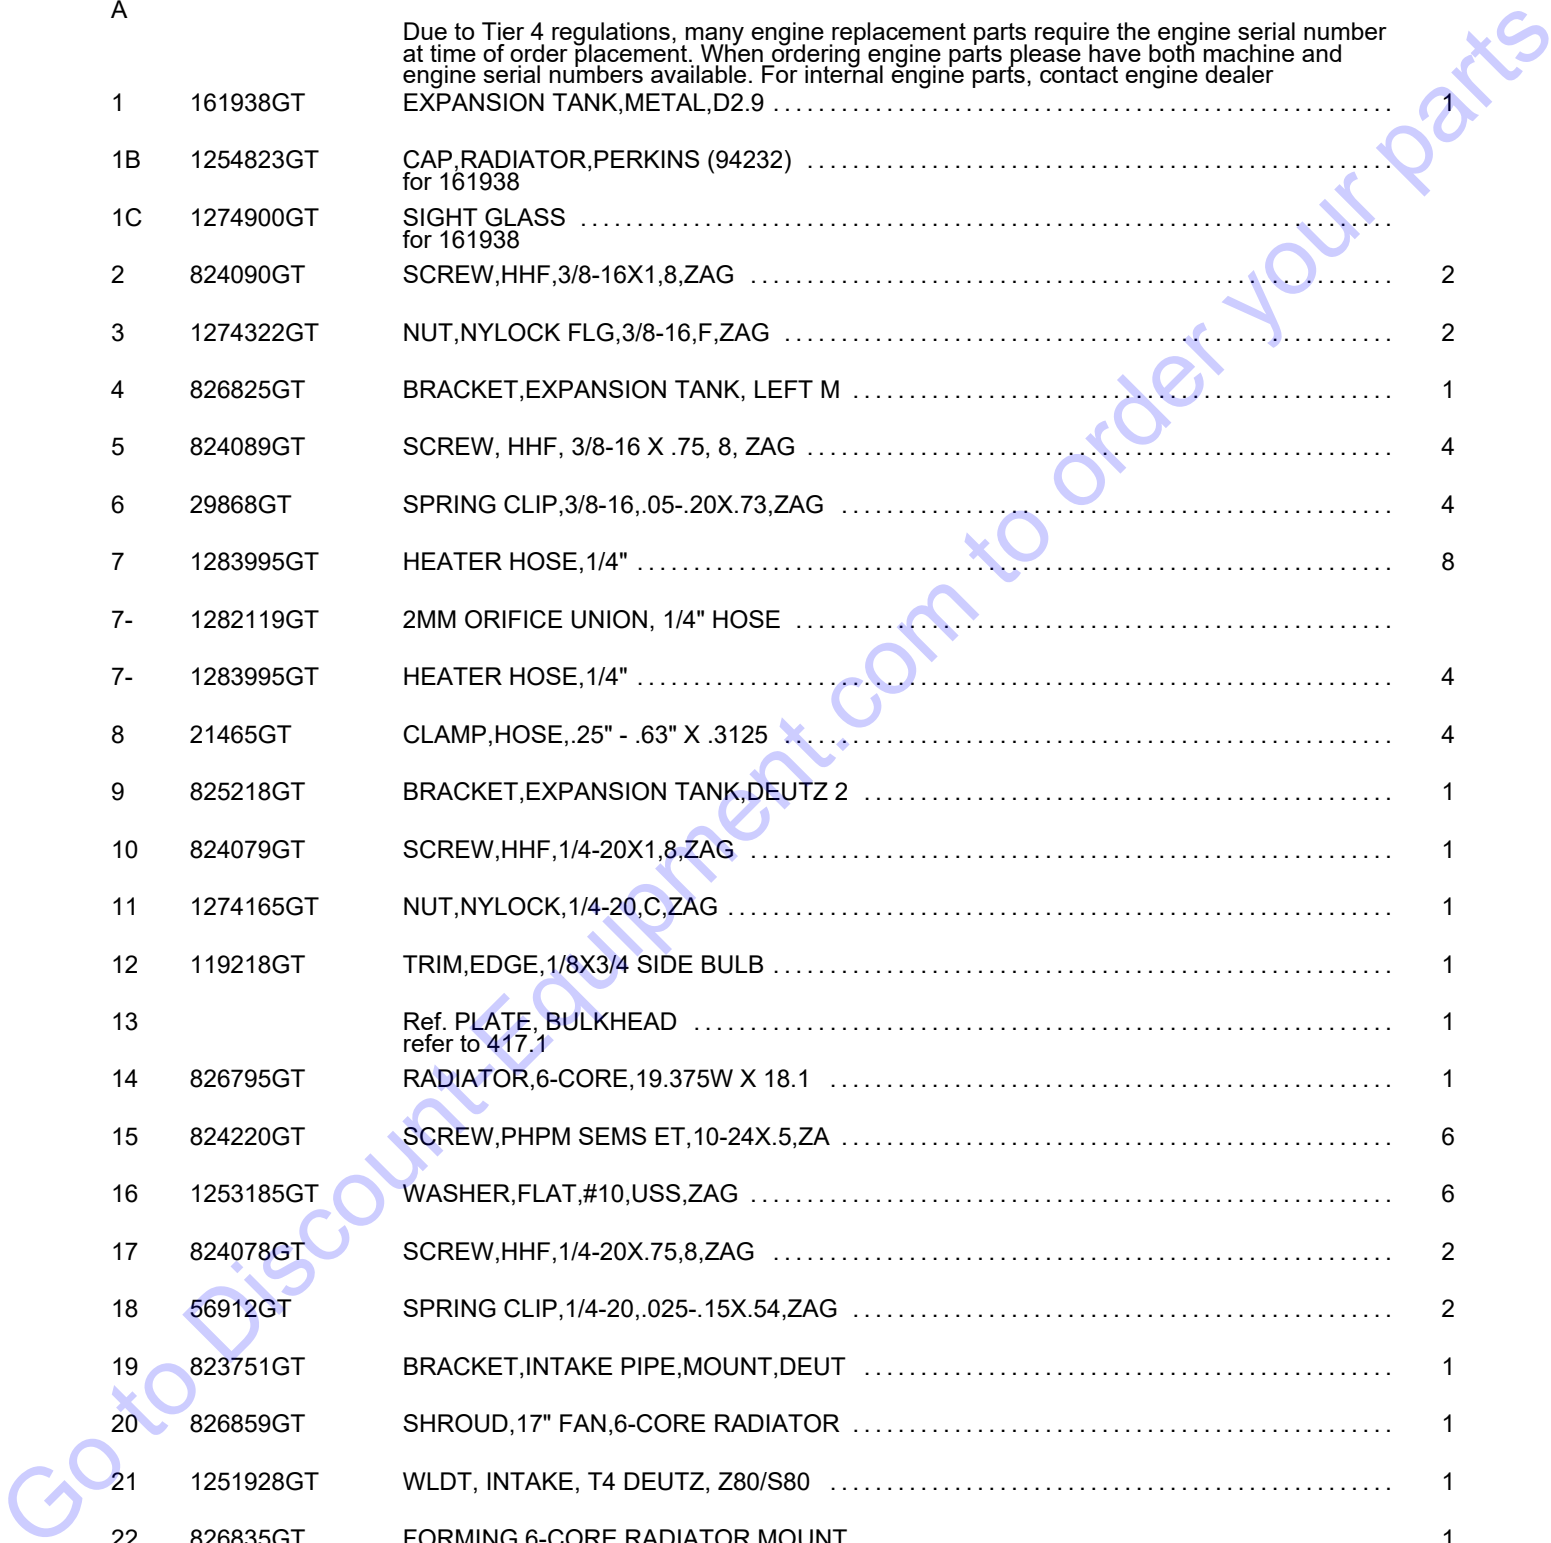 A
Due to Tier 4 regulations, many engine replacement parts require the engine serial number
at time of order placement. When ordering engine parts please have both machine and
engine serial numbers available. For internal engine parts, contact engine dealer
1 161938GT EXPANSION TANK,METAL,D2.9 1
1B 1254823GT CAP,RADIATOR,PERKINS (94232)
for 161938
1C 1274900GT SIGHT GLASS
for 161938
2 824090GT SCREW,HHF,3/8-16X1,8,ZAG 2
3 1274322GT NUT,NYLOCK FLG,3/8-16,F,ZAG 2
4 826825GT BRACKET,EXPANSION TANK, LEFT M 1
5 824089GT SCREW, HHF, 3/8-16 X .75, 8, ZAG 4
6 29868GT SPRING CLIP,3/8-16,.05-.20X.73,ZAG 4
7 1283995GT HEATER HOSE,1/4" 8
7- 1282119GT 2MM ORIFICE UNION, 1/4" HOSE
7- 1283995GT HEATER HOSE,1/4" 4
8 21465GT CLAMP,HOSE,.25" - .63" X .3125 4
9 825218GT BRACKET,EXPANSION TANK,DEUTZ 2 1
10 824079GT SCREW,HHF,1/4-20X1,8,ZAG 1
11 1274165GT NUT,NYLOCK,1/4-20,C,ZAG 1
12 119218GT TRIM,EDGE,1/8X3/4 SIDE BULB 1
13 Ref. PLATE, BULKHEAD 1
refer to 417.1
14 826795GT RADIATOR,6-CORE,19.375W X 18.1 1
15 824220GT SCREW,PHPM SEMS ET,10-24X.5,ZA 6
16 1253185GT WASHER,FLAT,#10,USS,ZAG 6
17 824078GT SCREW,HHF,1/4-20X.75,8,ZAG 2
18 56912GT SPRING CLIP,1/4-20,.025-.15X.54,ZAG 2
19 823751GT BRACKET,INTAKE PIPE,MOUNT,DEUT 1
20 826859GT SHROUD,17" FAN,6-CORE RADIATOR 1
21 1251928GT WLDT, INTAKE, T4 DEUTZ, Z80/S80 1
22 826835GT FORMING,6-CORE RADIATOR MOUNT 1
Go to Discount-Equipment.com to order your parts